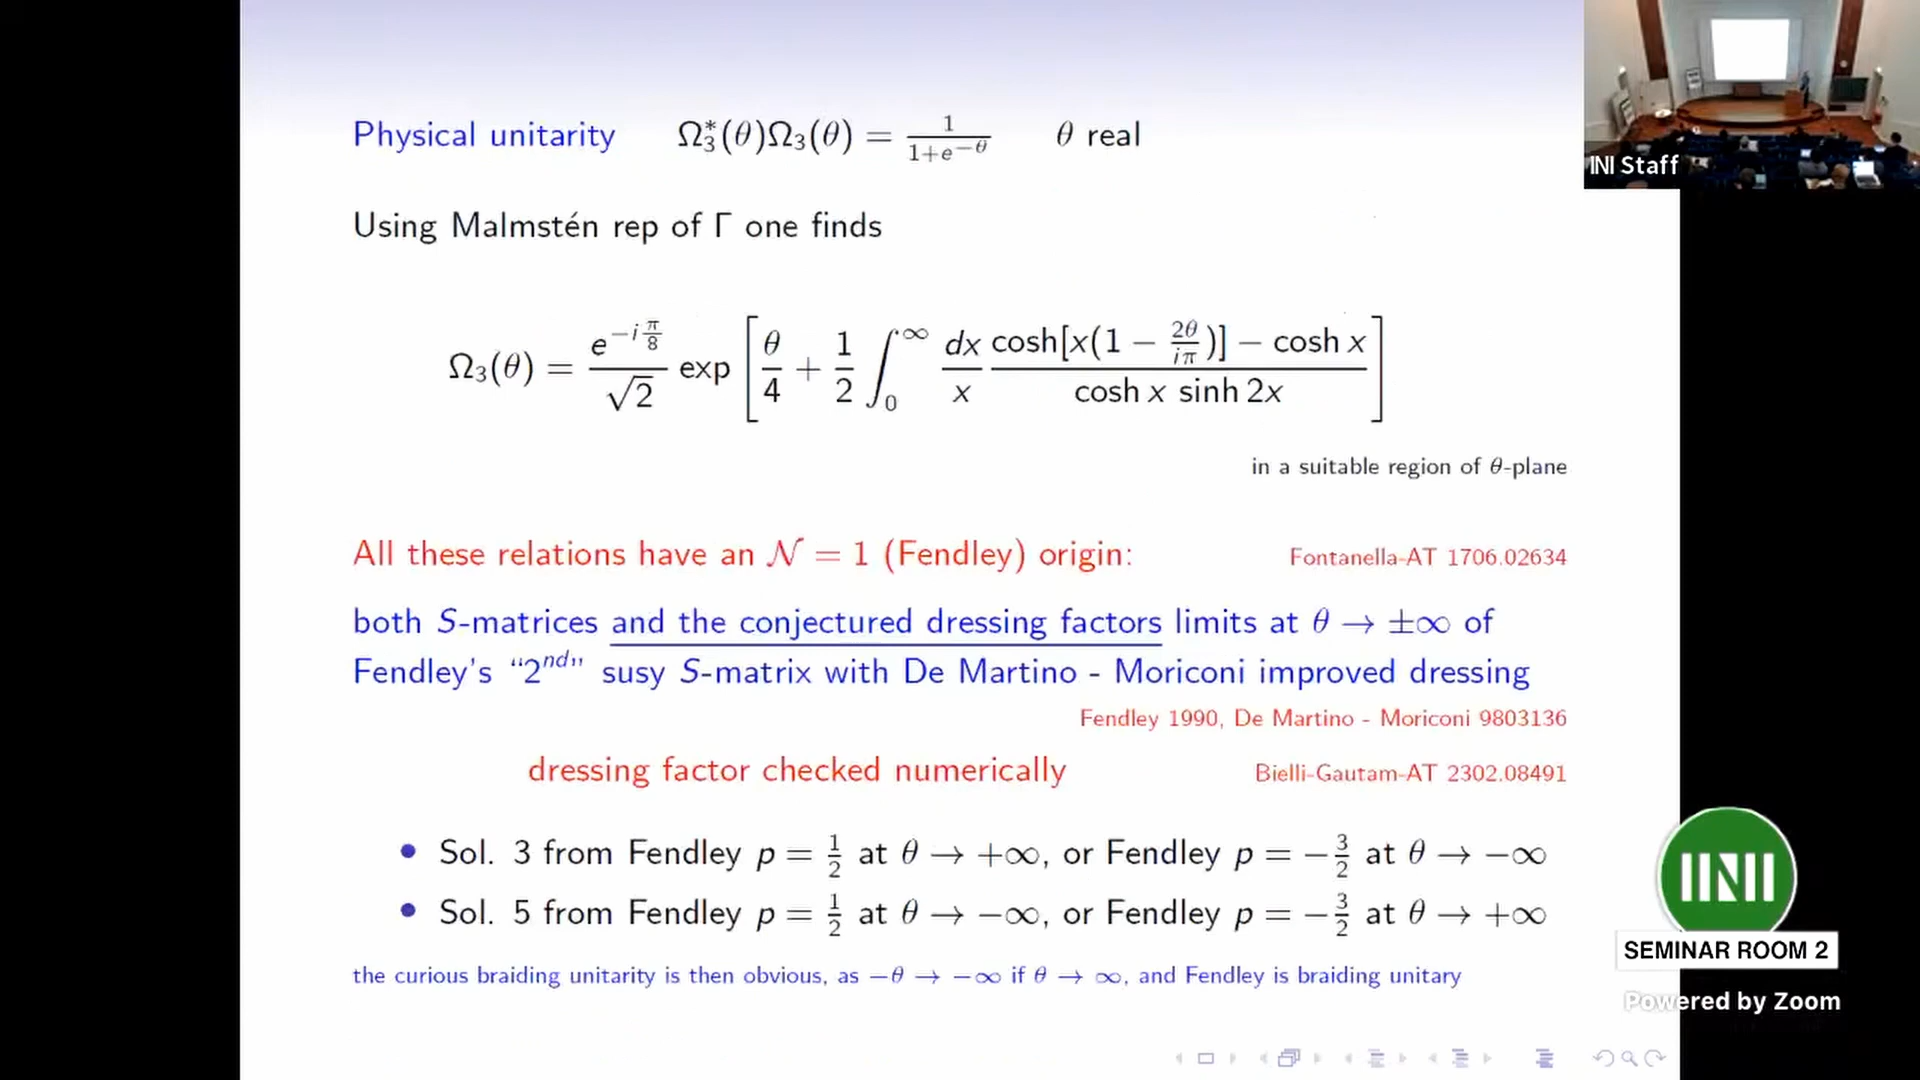 Physical unitarity Ω₃*(θ)Ω₃(θ) = 1/(1+e^{−θ}) θ real
INI Staff
Using Malmstén rep of Γ one finds
Ω₃(θ) = e^{−iπ/8}/√2 exp[θ/4 + 1/2 ∫₀^∞ dx/x (cosh[x(1 − 2θ/iπ)] − cosh x)/(cosh x sinh 2x)]
in a suitable region of θ-plane
All these relations have an 𝒩 = 1 (Fendley) origin: Fontanella-AT 1706.02634
both S-matrices and the conjectured dressing factors limits at θ → ±∞ of
Fendley's “2ⁿᵈ” susy S-matrix with De Martino - Moriconi improved dressing
Fendley 1990, De Martino - Moriconi 9803136
dressing factor checked numerically Bielli-Gautam-AT 2302.08491
• Sol. 3 from Fendley p = 1/2 at θ → +∞, or Fendley p = −3/2 at θ → −∞
• Sol. 5 from Fendley p = 1/2 at θ → −∞, or Fendley p = −3/2 at θ → +∞
the curious braiding unitarity is then obvious, as −θ → −∞ if θ → ∞, and Fendley is braiding unitary
INI
SEMINAR ROOM 2
Powered by Zoom